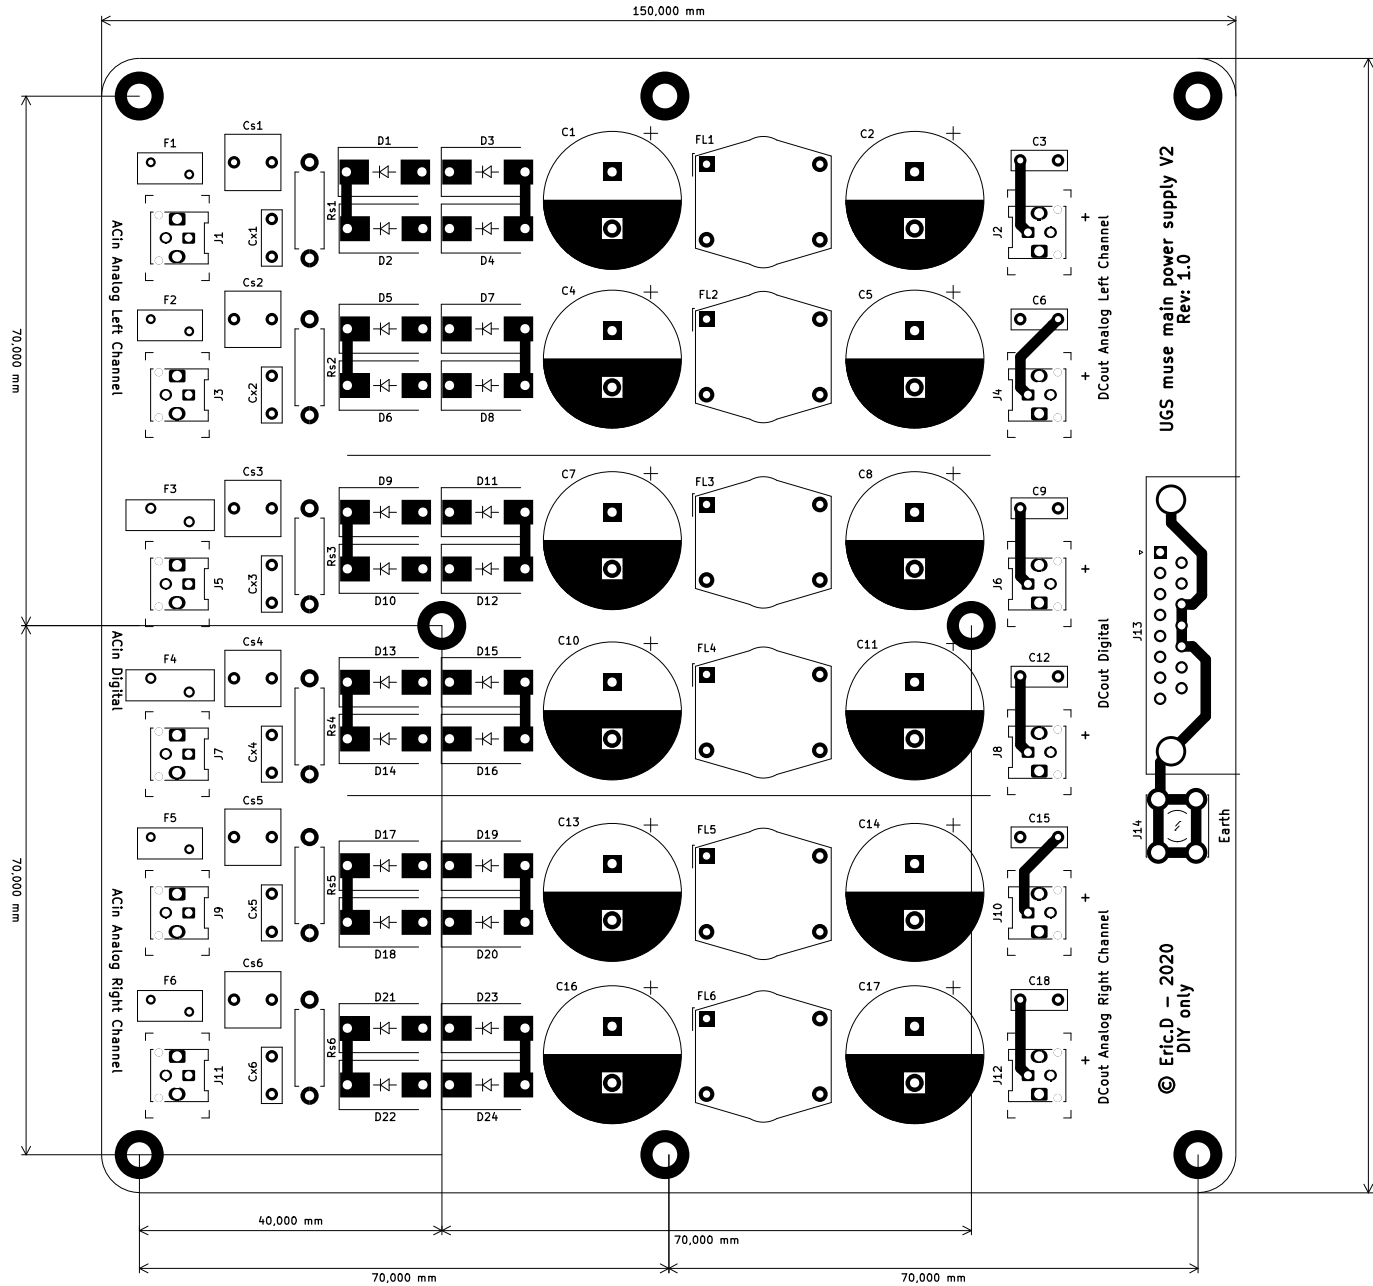 150,000 mm
F1
Cs1
D1
D3
C1
FL1
C2
C3
J1
Cx1
Rs1
J2
+
D2
D4
F2
Cs2
D5
D7
C4
FL2
C5
C6
J3
Cx2
Rs2
J4
+
D6
D8
ACin Analog Left Channel
DCout Analog Left Channel
UGS muse main power supply V2
Rev: 1.0
70,000 mm
F3
Cs3
D9
D11
C7
FL3
C8
C9
J5
Cx3
Rs3
J6
+
D10
D12
ACin Digital
DCout Digital
J13
F4
Cs4
D13
D15
C10
FL4
C11
C12
J7
Cx4
Rs4
J8
+
D14
D16
J14
Earth
F5
Cs5
D17
D19
C13
FL5
C14
C15
J9
Cx5
Rs5
J10
+
D18
D20
70,000 mm
ACin Analog Right Channel
DCout Analog Right Channel
© Eric.D - 2020
DIY only
F6
Cs6
D21
D23
C16
FL6
C17
C18
J11
Cx6
Rs6
J12
+
D22
D24
40,000 mm
70,000 mm
70,000 mm
70,000 mm